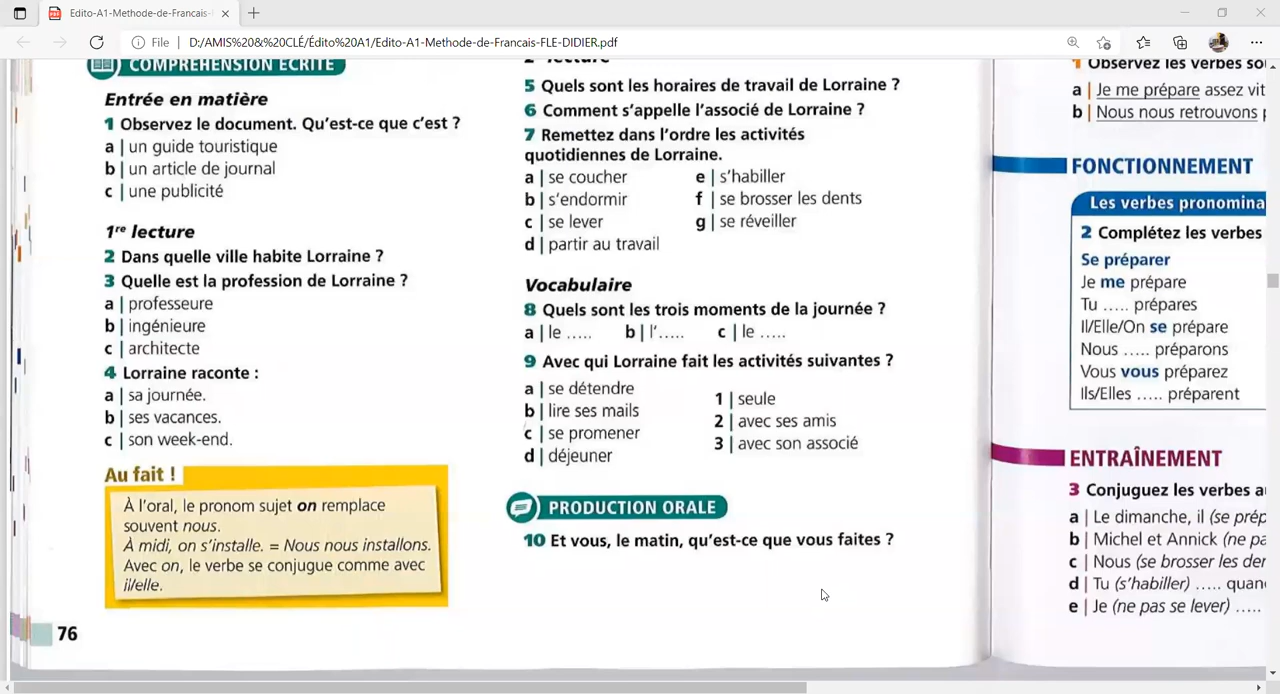 Edito-A1-Methode-de-Francais-
File
D:/AMIS%20&%20CLÉ/Édito%20A1/Edito-A1-Methode-de-Francais-FLE-DIDIER.pdf
COMPRÉHENSION ÉCRITE
Entrée en matière
1 Observez le document. Qu'est-ce que c'est ?
a | un guide touristique
b | un article de journal
c | une publicité
1re lecture
2 Dans quelle ville habite Lorraine ?
3 Quelle est la profession de Lorraine ?
a | professeure
b | ingénieure
c | architecte
4 Lorraine raconte :
a | sa journée.
b | ses vacances.
c | son week-end.
Au fait !
À l'oral, le pronom sujet on remplace
souvent nous.
À midi, on s'installe. = Nous nous installons.
Avec on, le verbe se conjugue comme avec
il/elle.
76
2e lecture
5 Quels sont les horaires de travail de Lorraine ?
6 Comment s'appelle l'associé de Lorraine ?
7 Remettez dans l'ordre les activités
quotidiennes de Lorraine.
a | se coucher
b | s'endormir
c | se lever
d | partir au travail
e | s'habiller
f | se brosser les dents
g | se réveiller
Vocabulaire
8 Quels sont les trois moments de la journée ?
a | le ..... b | l'..... c | le .....
9 Avec qui Lorraine fait les activités suivantes ?
a | se détendre
b | lire ses mails
c | se promener
d | déjeuner
1 | seule
2 | avec ses amis
3 | avec son associé
PRODUCTION ORALE
10 Et vous, le matin, qu'est-ce que vous faites ?
1 Observez les verbes
a | Je me prépare assez
b | Nous nous retrouvons
FONCTIONNEMENT
Les verbes
2 Complétez les verbes
Se préparer
Je me prépare
Tu ..... prépares
Il/Elle/On se prépare
Nous ..... préparons
Vous vous préparez
Ils/Elles ..... préparent
ENTRAÎNEMENT
3 Conjuguez les verbes
a | Le dimanche, il (se
b | Michel et Annick (ne
c | Nous (se brosser les
d | Tu (s'habiller) .....
e | Je (ne pas se lever) .....